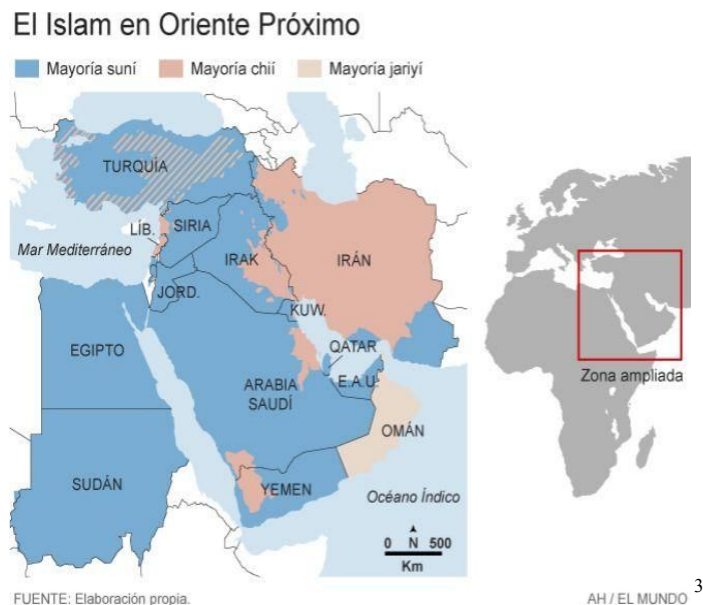 El Islam en Oriente Próximo
Mayoría suní Mayoría chií Mayoría jariyí
TURQUÍA
LÍB.
SIRIA
Mar Mediterráneo
IRAK
IRÁN
JORD.
KUW.
EGIPTO
QATAR
E.A.U.
ARABIA
SAUDÍ
OMÁN
SUDÁN
YEMEN
Océano Índico
N
0 500
Km
Zona ampliada
FUENTE: Elaboración propia.
AH / EL MUNDO 3